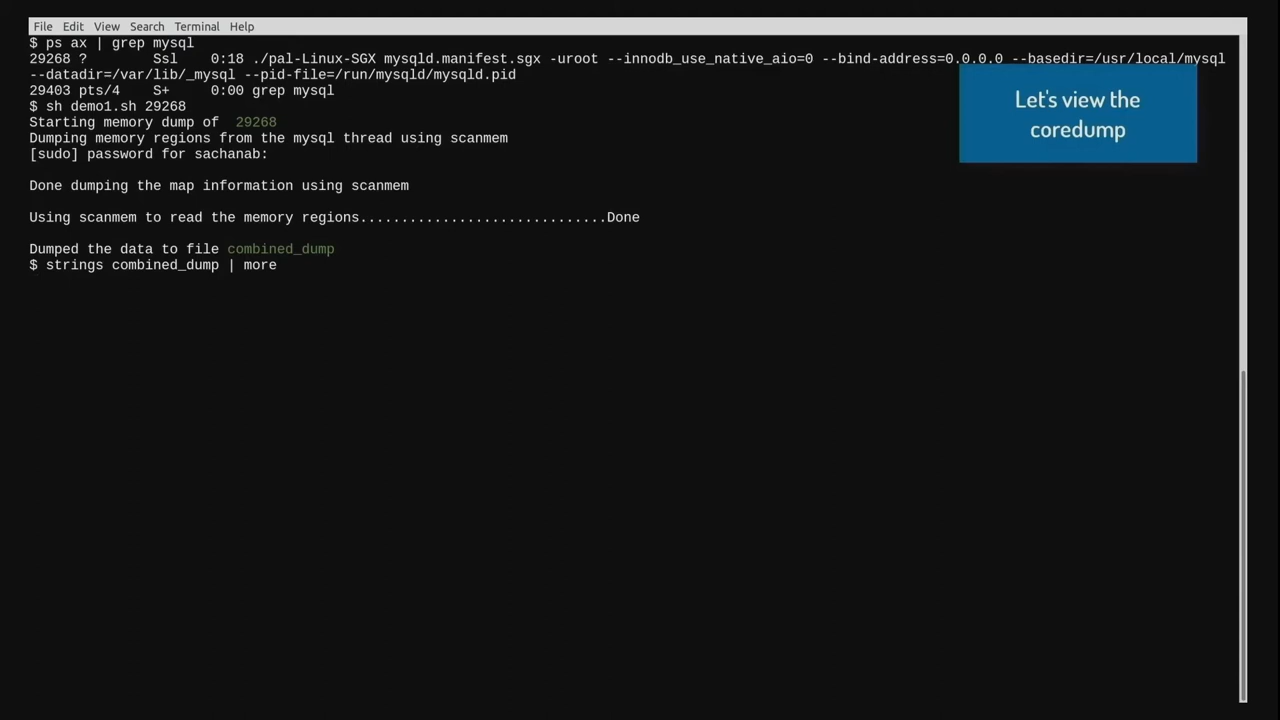 File Edit View Search Terminal Help
$ ps ax | grep mysql
29268 ?        Ssl    0:18 ./pal-Linux-SGX mysqld.manifest.sgx -uroot --innodb_use_native_aio=0 --bind-address=0.0.0.0 --basedir=/usr/local/mysql
--datadir=/var/lib/_mysql --pid-file=/run/mysqld/mysqld.pid
29403 pts/4    S+     0:00 grep mysql
$ sh demo1.sh 29268
Starting memory dump of  29268
Dumping memory regions from the mysql thread using scanmem
[sudo] password for sachanab:
Done dumping the map information using scanmem
Using scanmem to read the memory regions..............................Done
Dumped the data to file combined_dump
$ strings combined_dump | more
Let's view the
coredump